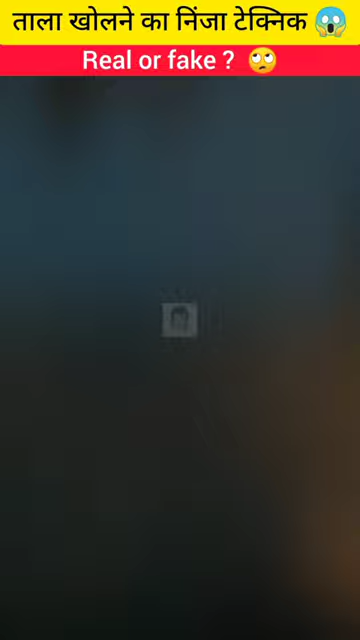 ताला खोलने का निंजा टेक्निक 😱
Real or fake ? 🙄